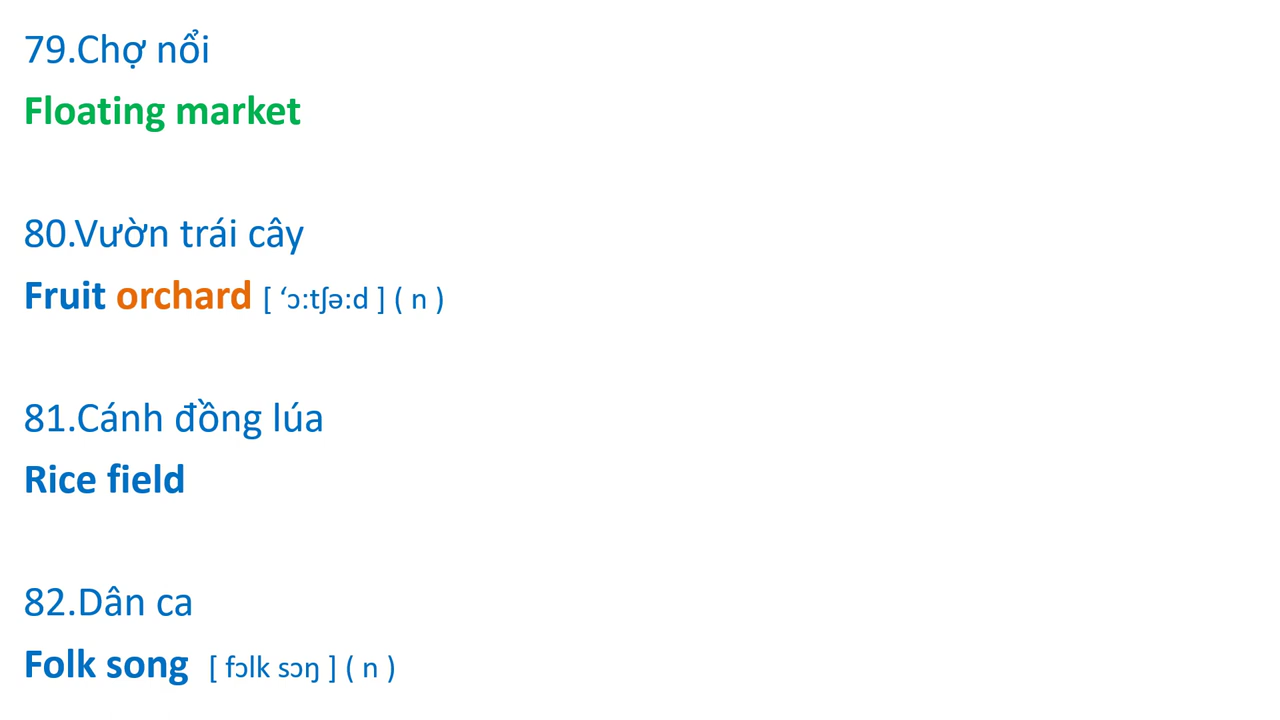 79.Chợ nổi
Floating market
80.Vườn trái cây
Fruit orchard [ ‘ɔ:tʃə:d ] ( n )
81.Cánh đồng lúa
Rice field
82.Dân ca
Folk song [ fɔlk sɔŋ ] ( n )